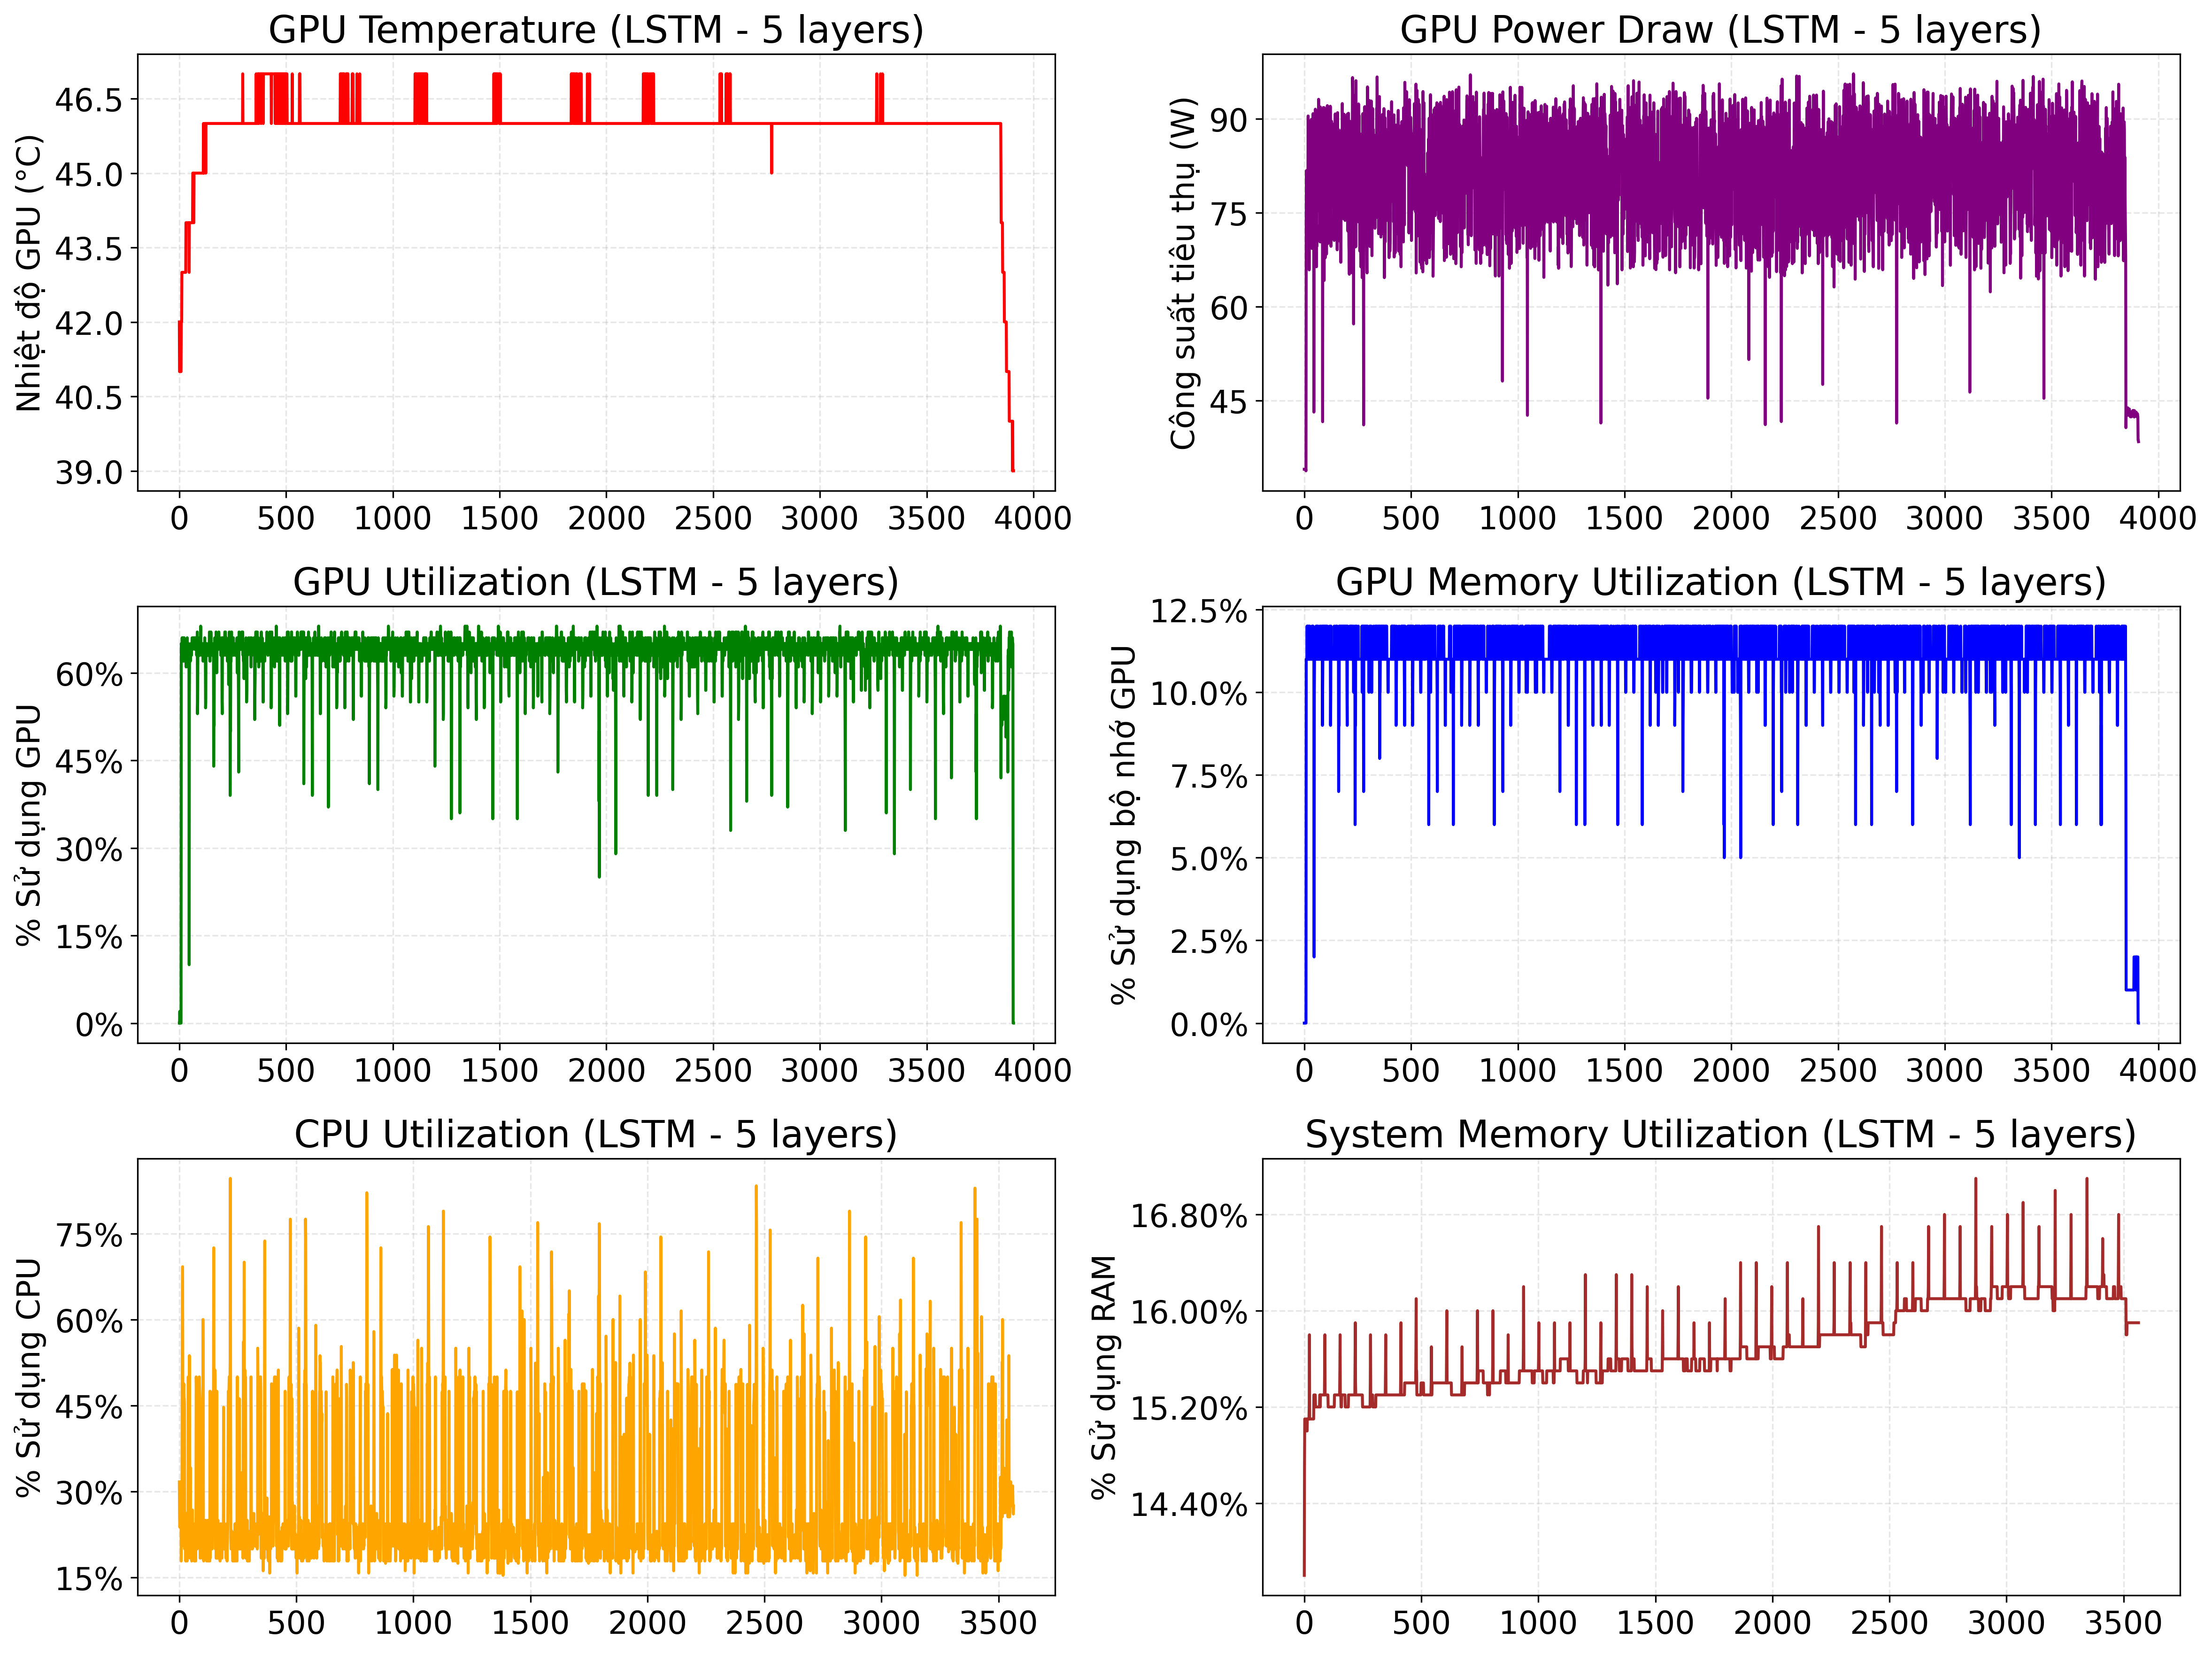 GPU Temperature (LSTM - 5 layers)
Nhiệt độ GPU (°C)
46.5
45.0
43.5
42.0
40.5
39.0
0 500 1000 1500 2000 2500 3000 3500 4000
GPU Power Draw (LSTM - 5 layers)
Công suất tiêu thụ (W)
90
75
60
45
0 500 1000 1500 2000 2500 3000 3500 4000
GPU Utilization (LSTM - 5 layers)
% Sử dụng GPU
60%
45%
30%
15%
0%
0 500 1000 1500 2000 2500 3000 3500 4000
GPU Memory Utilization (LSTM - 5 layers)
% Sử dụng bộ nhớ GPU
12.5%
10.0%
7.5%
5.0%
2.5%
0.0%
0 500 1000 1500 2000 2500 3000 3500 4000
CPU Utilization (LSTM - 5 layers)
% Sử dụng CPU
75%
60%
45%
30%
15%
0 500 1000 1500 2000 2500 3000 3500
System Memory Utilization (LSTM - 5 layers)
% Sử dụng RAM
16.80%
16.00%
15.20%
14.40%
0 500 1000 1500 2000 2500 3000 3500